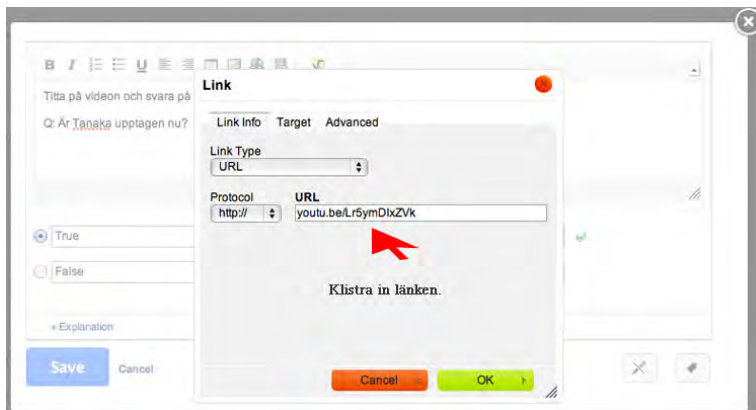 B I U
Link
Titta på videon och svara på
Q: Är Tanaka upptagen nu?
Link Info Target Advanced
Link Type
URL
Protocol URL
http:// youtu.be/Lr5ymDIxZVk
True
False
Klistra in länken.
+ Explanation
Save Cancel
Cancel OK